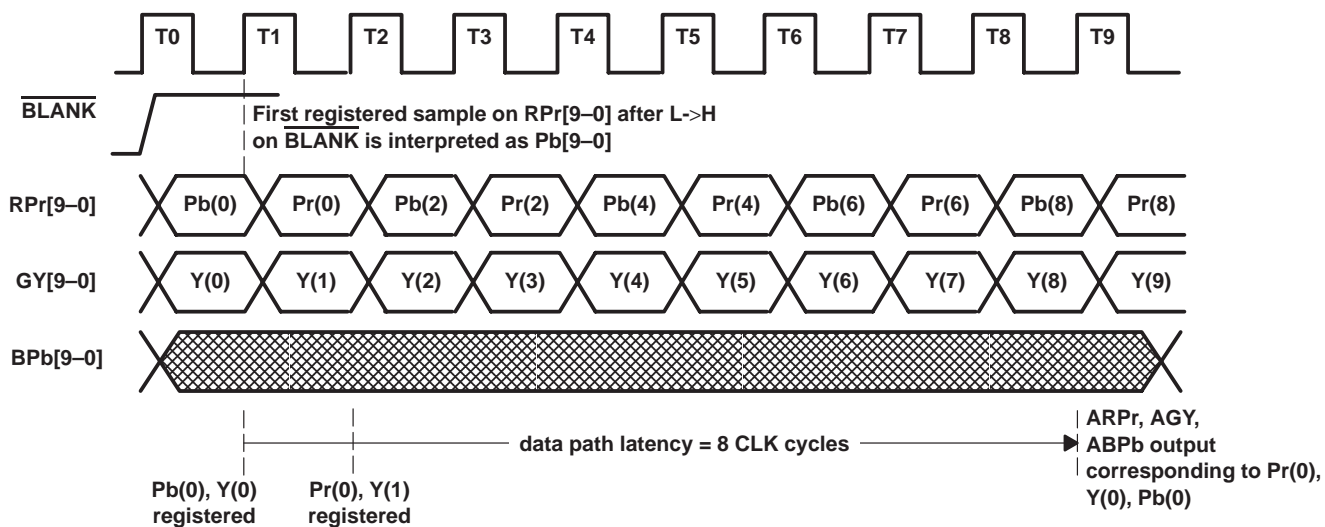 T0 T1 T2 T3 T4 T5 T6 T7 T8 T9
BLANK
First registered sample on RPr[9–0] after L->H
on BLANK is interpreted as Pb[9–0]
RPr[9–0] Pb(0) Pr(0) Pb(2) Pr(2) Pb(4) Pr(4) Pb(6) Pr(6) Pb(8) Pr(8)
GY[9–0] Y(0) Y(1) Y(2) Y(3) Y(4) Y(5) Y(6) Y(7) Y(8) Y(9)
BPb[9–0]
data path latency = 8 CLK cycles
ARPr, AGY,
ABPb output
corresponding to Pr(0),
Y(0), Pb(0)
Pb(0), Y(0)
registered
Pr(0), Y(1)
registered